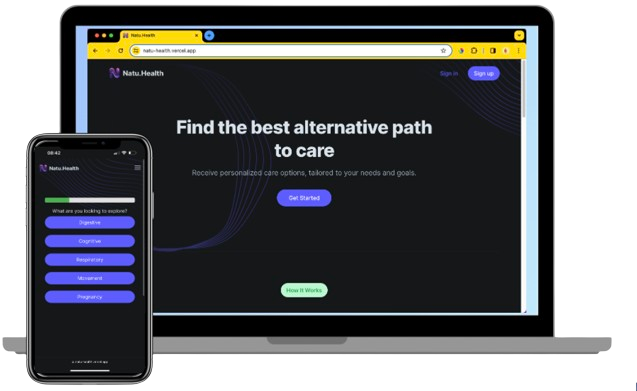 Natu.Health
natu-health.vercel.app
Natu.Health
Sign in
Sign up
Find the best alternative path
to care
Receive personalized care options, tailored to your needs and goals.
Get Started
How It Works
08:42
Natu.Health
What are you looking to explore?
Digestive
Cognitive
Respiratory
Movement
Pregnancy